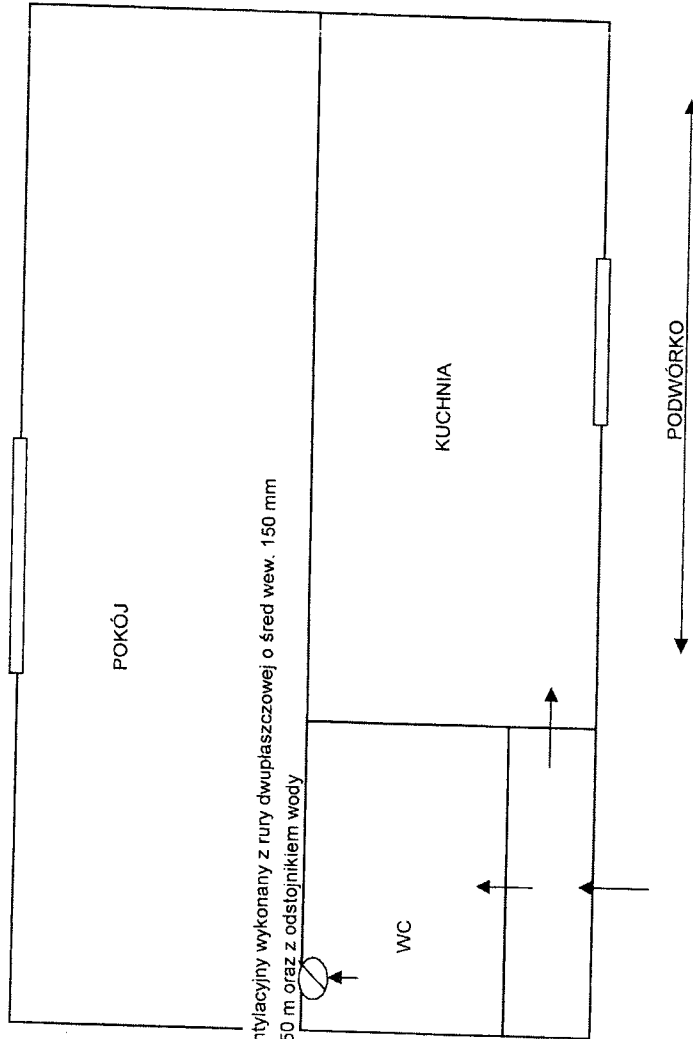 POKÓJ
ntylacyjny wykonany z rury dwupłaszczowej o śred wew. 150 mm
50 m oraz z odstojnikiem wody
KUCHNIA
WC
PODWÓRKO